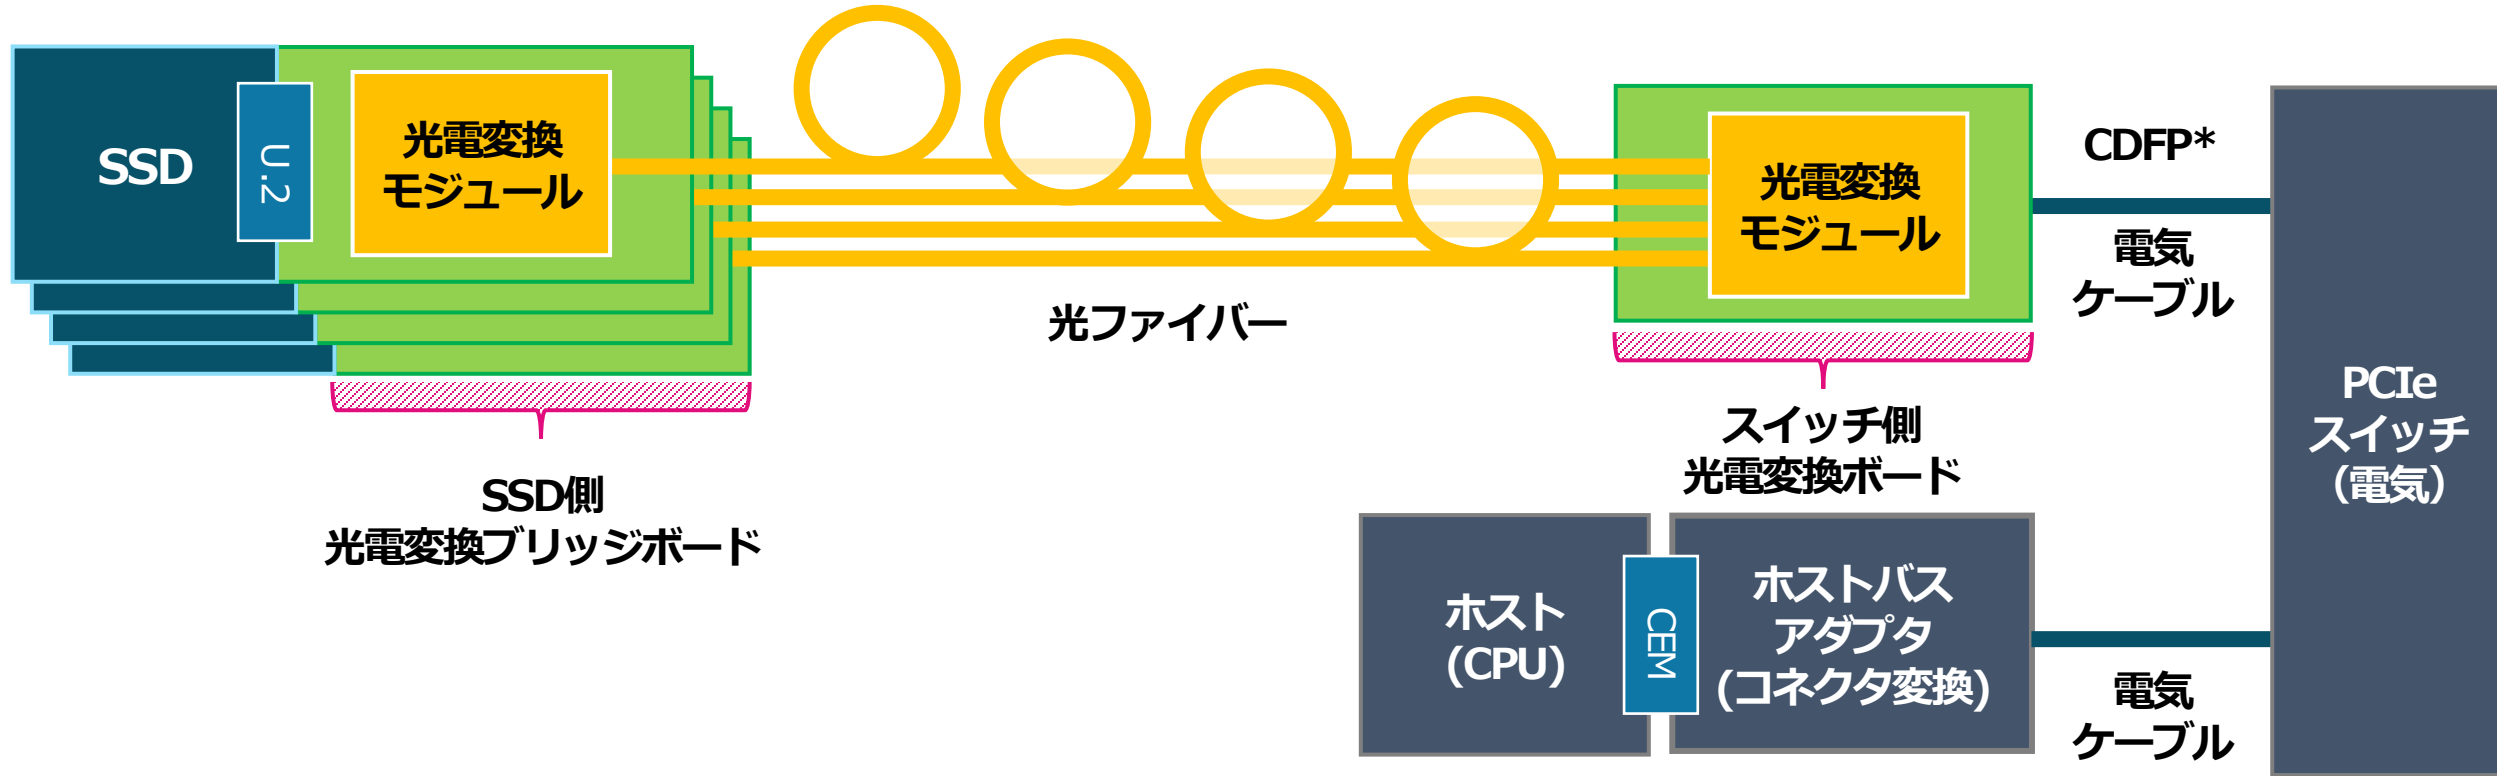 SSD
U.2
光電変換
モジュール
光ファイバー
光電変換
モジュール
CDFP*
電気
ケーブル
PCIe
スイッチ
(電気)
SSD側
光電変換ブリッジボード
スイッチ側
光電変換ボード
ホスト
(CPU)
CEM
ホストバス
アダプタ
(コネクタ変換)
電気
ケーブル